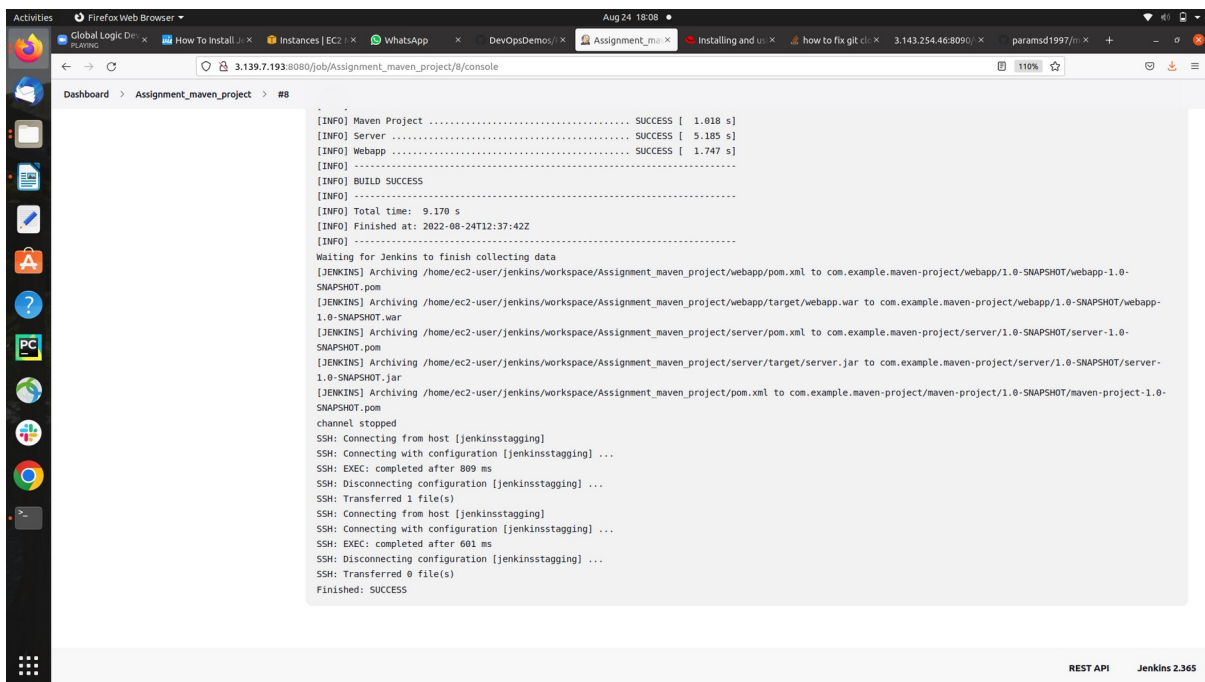 Activities Firefox Web Browser Aug 24 18:08
Global Logic Dev
PLAYING
How To Install Je
Instances | EC2 M
WhatsApp
DevOpsDemos/
Assignment_mav
Installing and us
how to fix git clo
3.143.254.46:8090/
paramsd1997/m
3.139.7.193:8080/job/Assignment_maven_project/8/console 110%
Dashboard > Assignment_maven_project > #8
[INFO] Maven Project ..................................... SUCCESS [  1.018 s]
[INFO] Server ............................................ SUCCESS [  5.185 s]
[INFO] Webapp ............................................ SUCCESS [  1.747 s]
[INFO] ------------------------------------------------------------------------
[INFO] BUILD SUCCESS
[INFO] ------------------------------------------------------------------------
[INFO] Total time:  9.170 s
[INFO] Finished at: 2022-08-24T12:37:42Z
[INFO] ------------------------------------------------------------------------
Waiting for Jenkins to finish collecting data
[JENKINS] Archiving /home/ec2-user/jenkins/workspace/Assignment_maven_project/webapp/pom.xml to com.example.maven-project/webapp/1.0-SNAPSHOT/webapp-1.0-
SNAPSHOT.pom
[JENKINS] Archiving /home/ec2-user/jenkins/workspace/Assignment_maven_project/webapp/target/webapp.war to com.example.maven-project/webapp/1.0-SNAPSHOT/webapp-
1.0-SNAPSHOT.war
[JENKINS] Archiving /home/ec2-user/jenkins/workspace/Assignment_maven_project/server/pom.xml to com.example.maven-project/server/1.0-SNAPSHOT/server-1.0-
SNAPSHOT.pom
[JENKINS] Archiving /home/ec2-user/jenkins/workspace/Assignment_maven_project/server/target/server.jar to com.example.maven-project/server/1.0-SNAPSHOT/server-
1.0-SNAPSHOT.jar
[JENKINS] Archiving /home/ec2-user/jenkins/workspace/Assignment_maven_project/pom.xml to com.example.maven-project/maven-project/1.0-SNAPSHOT/maven-project-1.0-
SNAPSHOT.pom
channel stopped
SSH: Connecting from host [jenkinsstagging]
SSH: Connecting with configuration [jenkinsstagging] ...
SSH: EXEC: completed after 809 ms
SSH: Disconnecting configuration [jenkinsstagging] ...
SSH: Transferred 1 file(s)
SSH: Connecting from host [jenkinsstagging]
SSH: Connecting with configuration [jenkinsstagging] ...
SSH: EXEC: completed after 601 ms
SSH: Disconnecting configuration [jenkinsstagging] ...
SSH: Transferred 0 file(s)
Finished: SUCCESS
REST API Jenkins 2.365